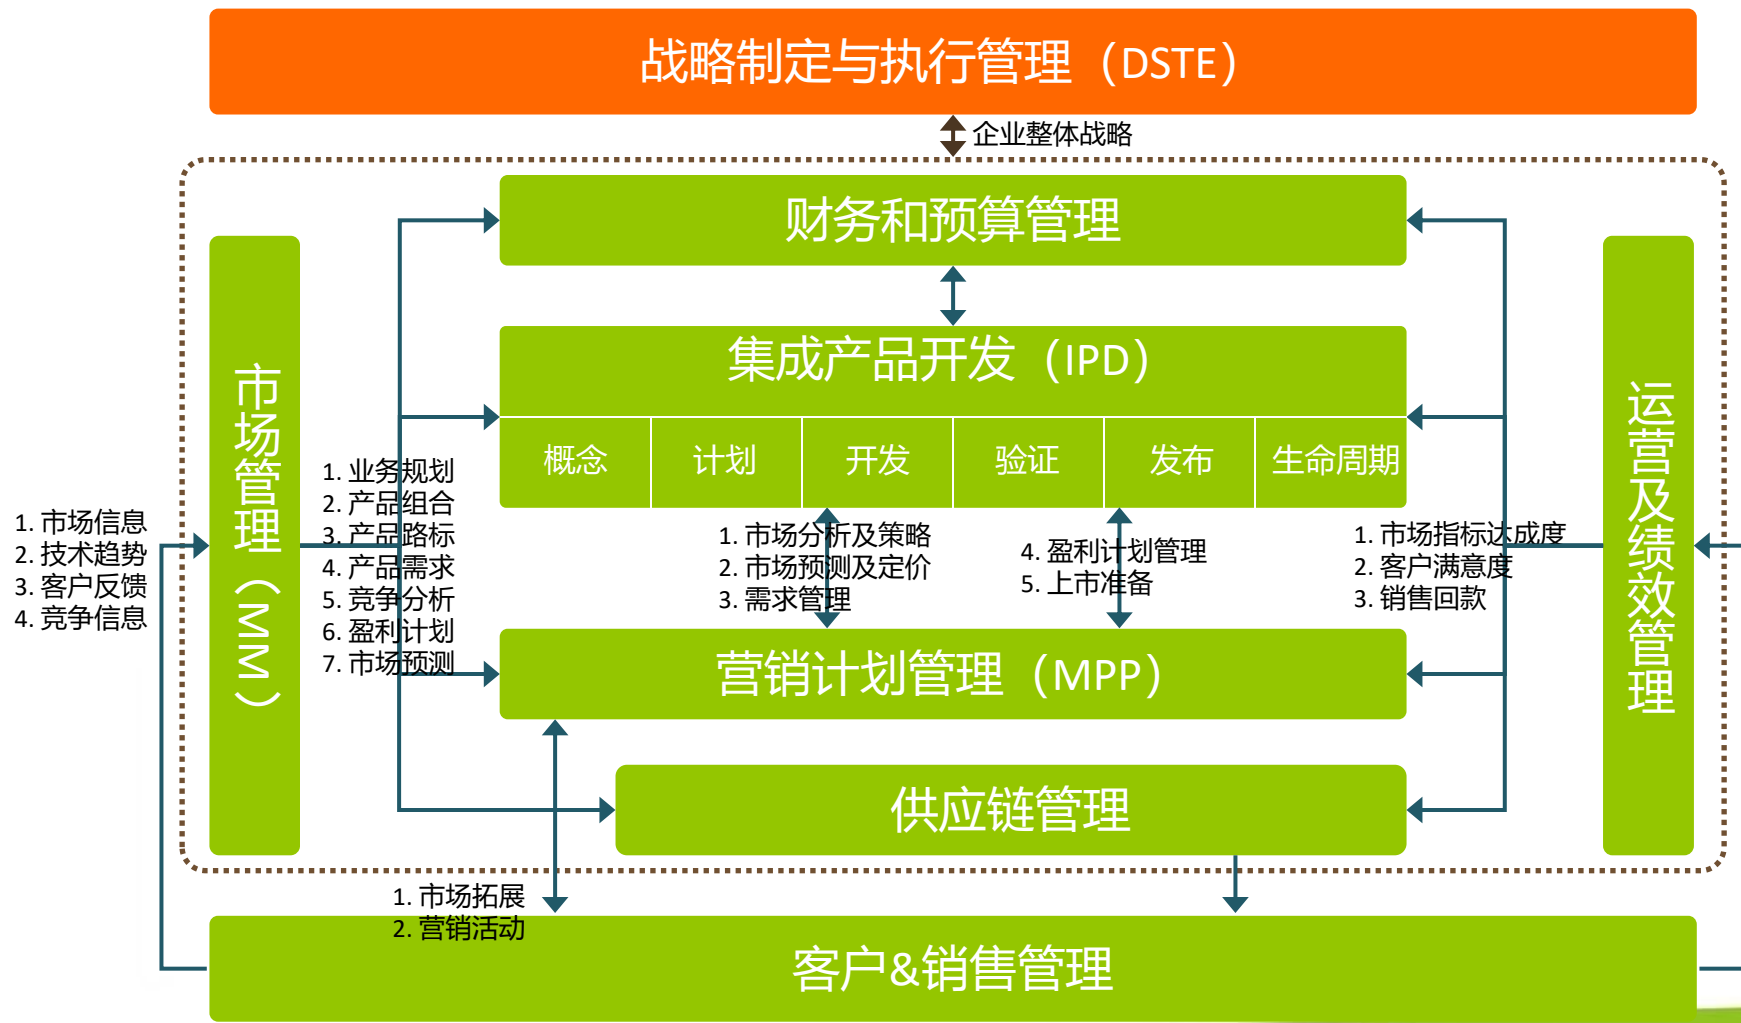 战略制定与执行管理（DSTE）
企业整体战略
财务和预算管理
集成产品开发（IPD）
概念
计划
开发
验证
发布
生命周期
市场管理（MM）
1. 市场信息
2. 技术趋势
3. 客户反馈
4. 竞争信息
1. 业务规划
2. 产品组合
3. 产品路标
4. 产品需求
5. 竞争分析
6. 盈利计划
7. 市场预测
1. 市场分析及策略
2. 市场预测及定价
3. 需求管理
4. 盈利计划管理
5. 上市准备
1. 市场指标达成度
2. 客户满意度
3. 销售回款
运营及绩效管理
营销计划管理（MPP）
供应链管理
1. 市场拓展
2. 营销活动
客户&销售管理